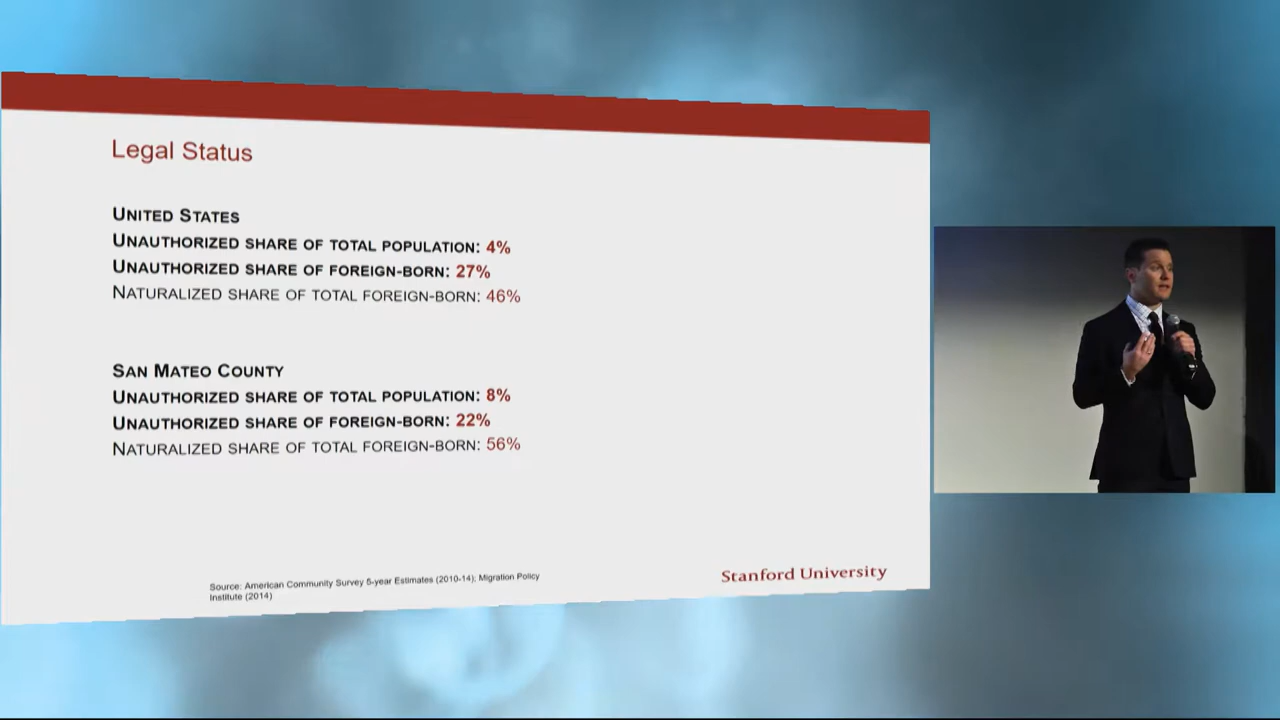 Legal Status
UNITED STATES
UNAUTHORIZED SHARE OF TOTAL POPULATION: 4%
UNAUTHORIZED SHARE OF FOREIGN-BORN: 27%
NATURALIZED SHARE OF TOTAL FOREIGN-BORN: 46%
SAN MATEO COUNTY
UNAUTHORIZED SHARE OF TOTAL POPULATION: 8%
UNAUTHORIZED SHARE OF FOREIGN-BORN: 22%
NATURALIZED SHARE OF TOTAL FOREIGN-BORN: 56%
Source: American Community Survey 5-year Estimates (2010-14); Migration Policy
Institute (2014)
Stanford University